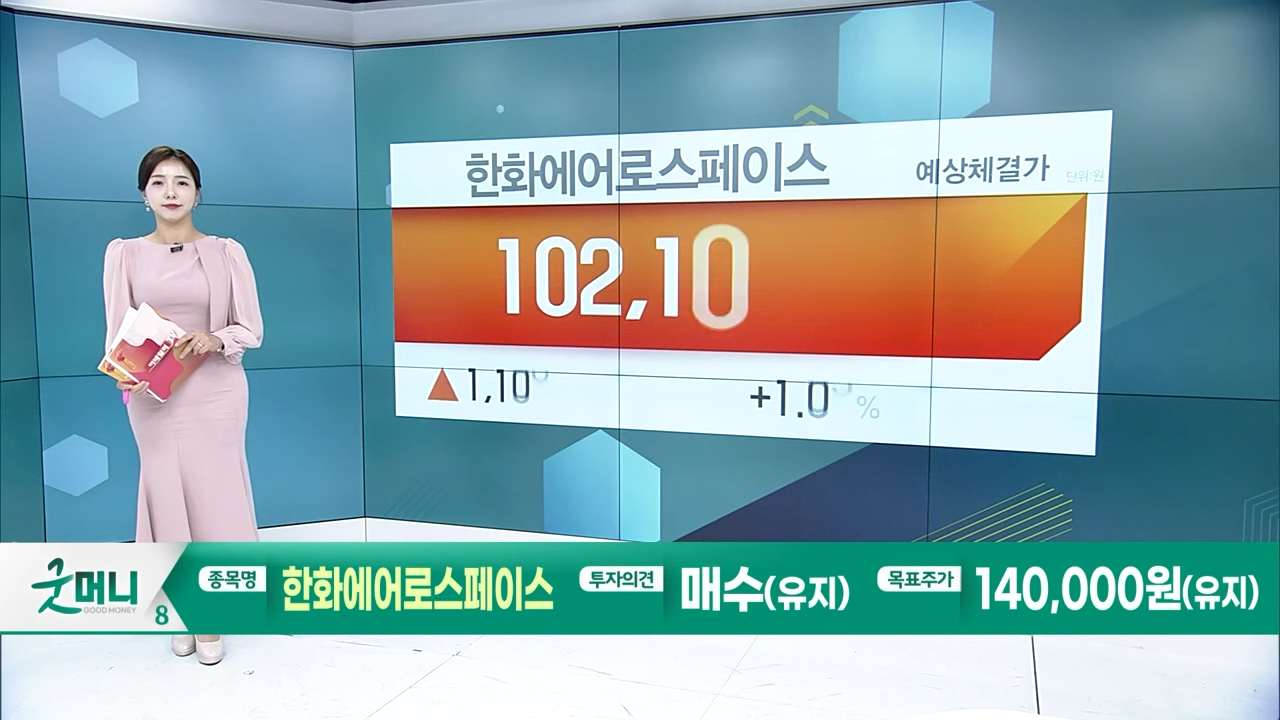 한화에어로스페이스
예상체결가
단위:원
102,10
▲ 1,10
+1.0 %
굿머니
GOOD MONEY
8
종목명
한화에어로스페이스
투자의견
매수(유지)
목표주가
140,000원(유지)